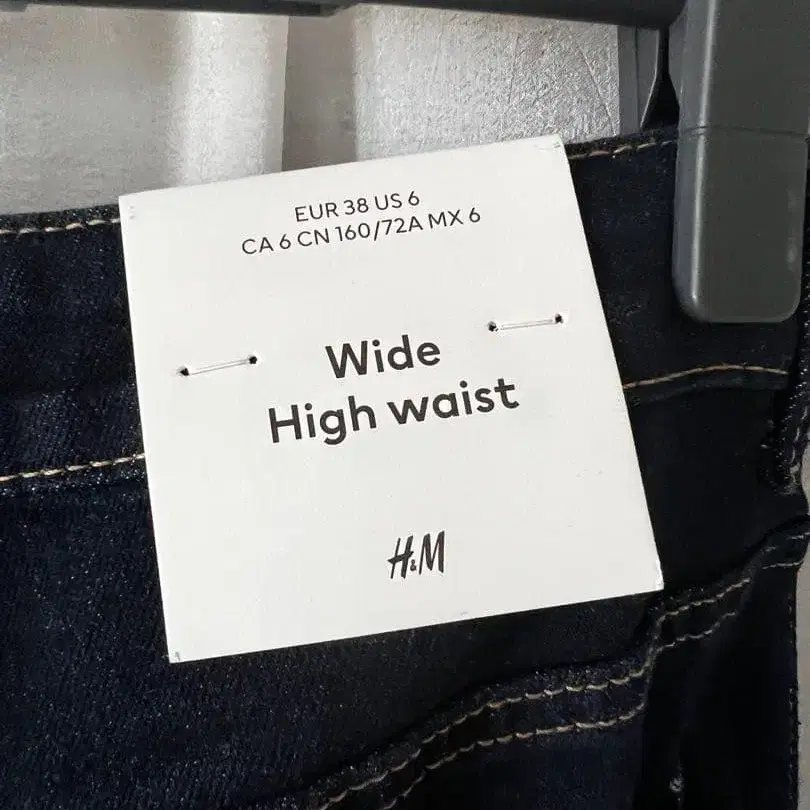 EUR 38 US 6
CA 6 CN 160/72A MX 6
Wide
High waist
H&M